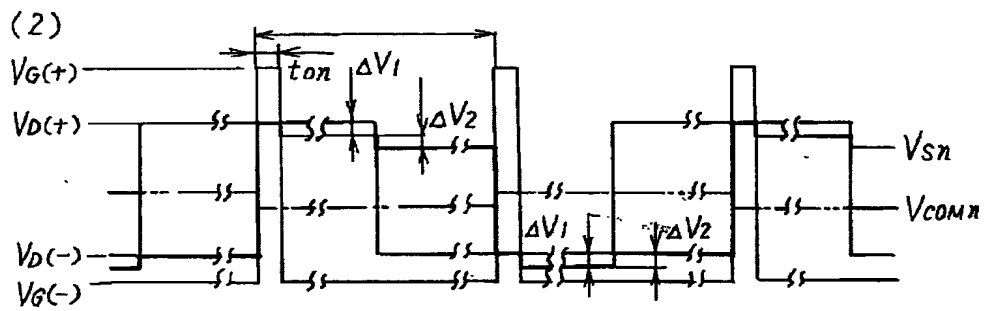 (2)
VG(+)
ton
ΔV1
VD(+)
ΔV2
VSn
VCOMn
ΔV1
ΔV2
VD(-)
VG(-)